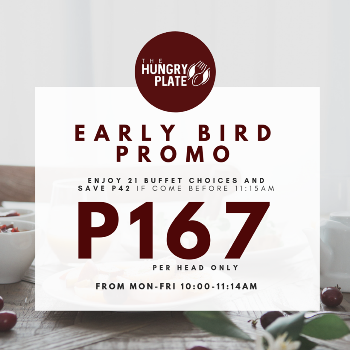 THE
HUNGRY
PLATE
EARLY BIRD
PROMO
ENJOY 21 BUFFET CHOICES AND
SAVE P42 IF COME BEFORE 11:15AM
P167
PER HEAD ONLY
FROM MON-FRI 10:00-11:14AM